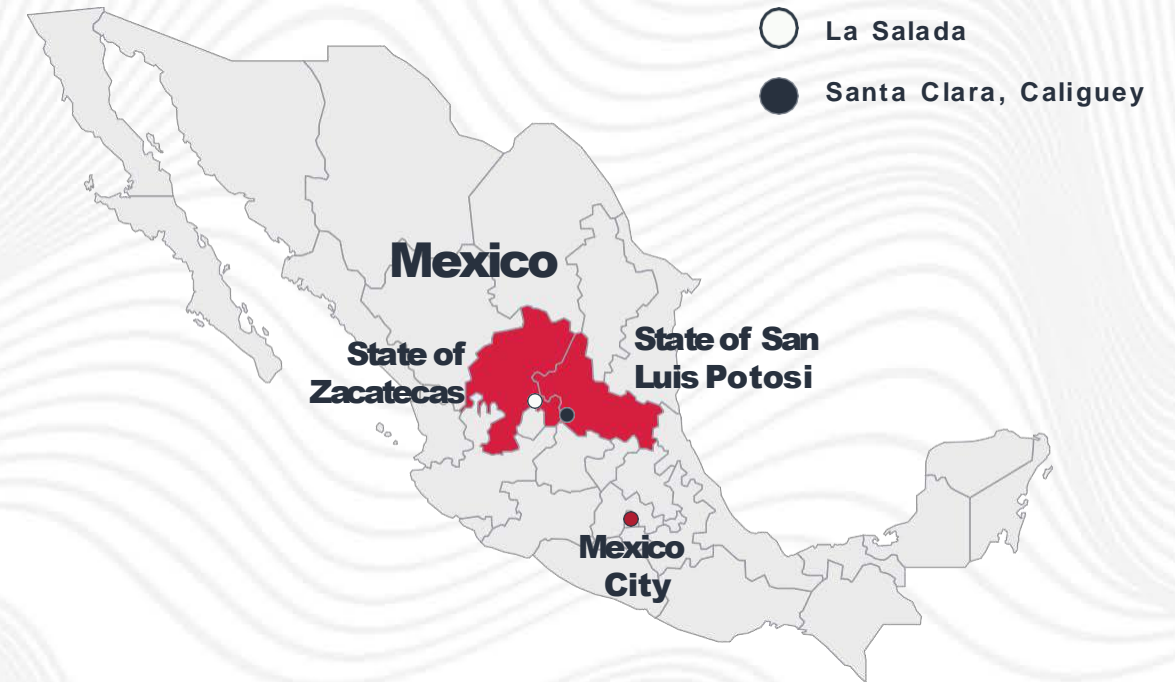 La Salada
Santa Clara, Caliguey
Mexico
State of
Zacatecas
State of San
Luis Potosi
Mexico
City